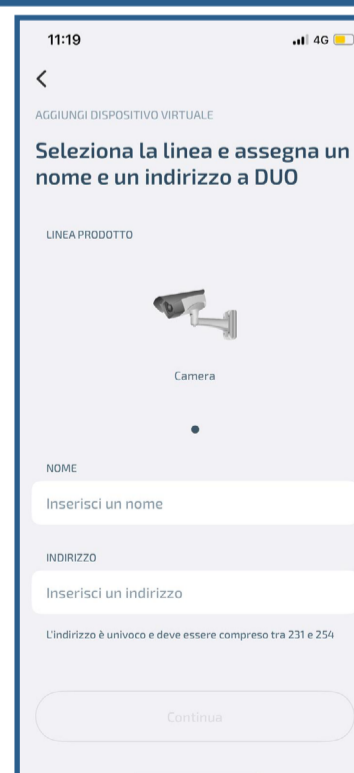 11:19
4G
AGGIUNGI DISPOSITIVO VIRTUALE
Seleziona la linea e assegna un
nome e un indirizzo a DUO
LINEA PRODOTTO
Camera
NOME
Inserisci un nome
INDIRIZZO
Inserisci un indirizzo
L'indirizzo è univoco e deve essere compreso tra 231 e 254
Continua